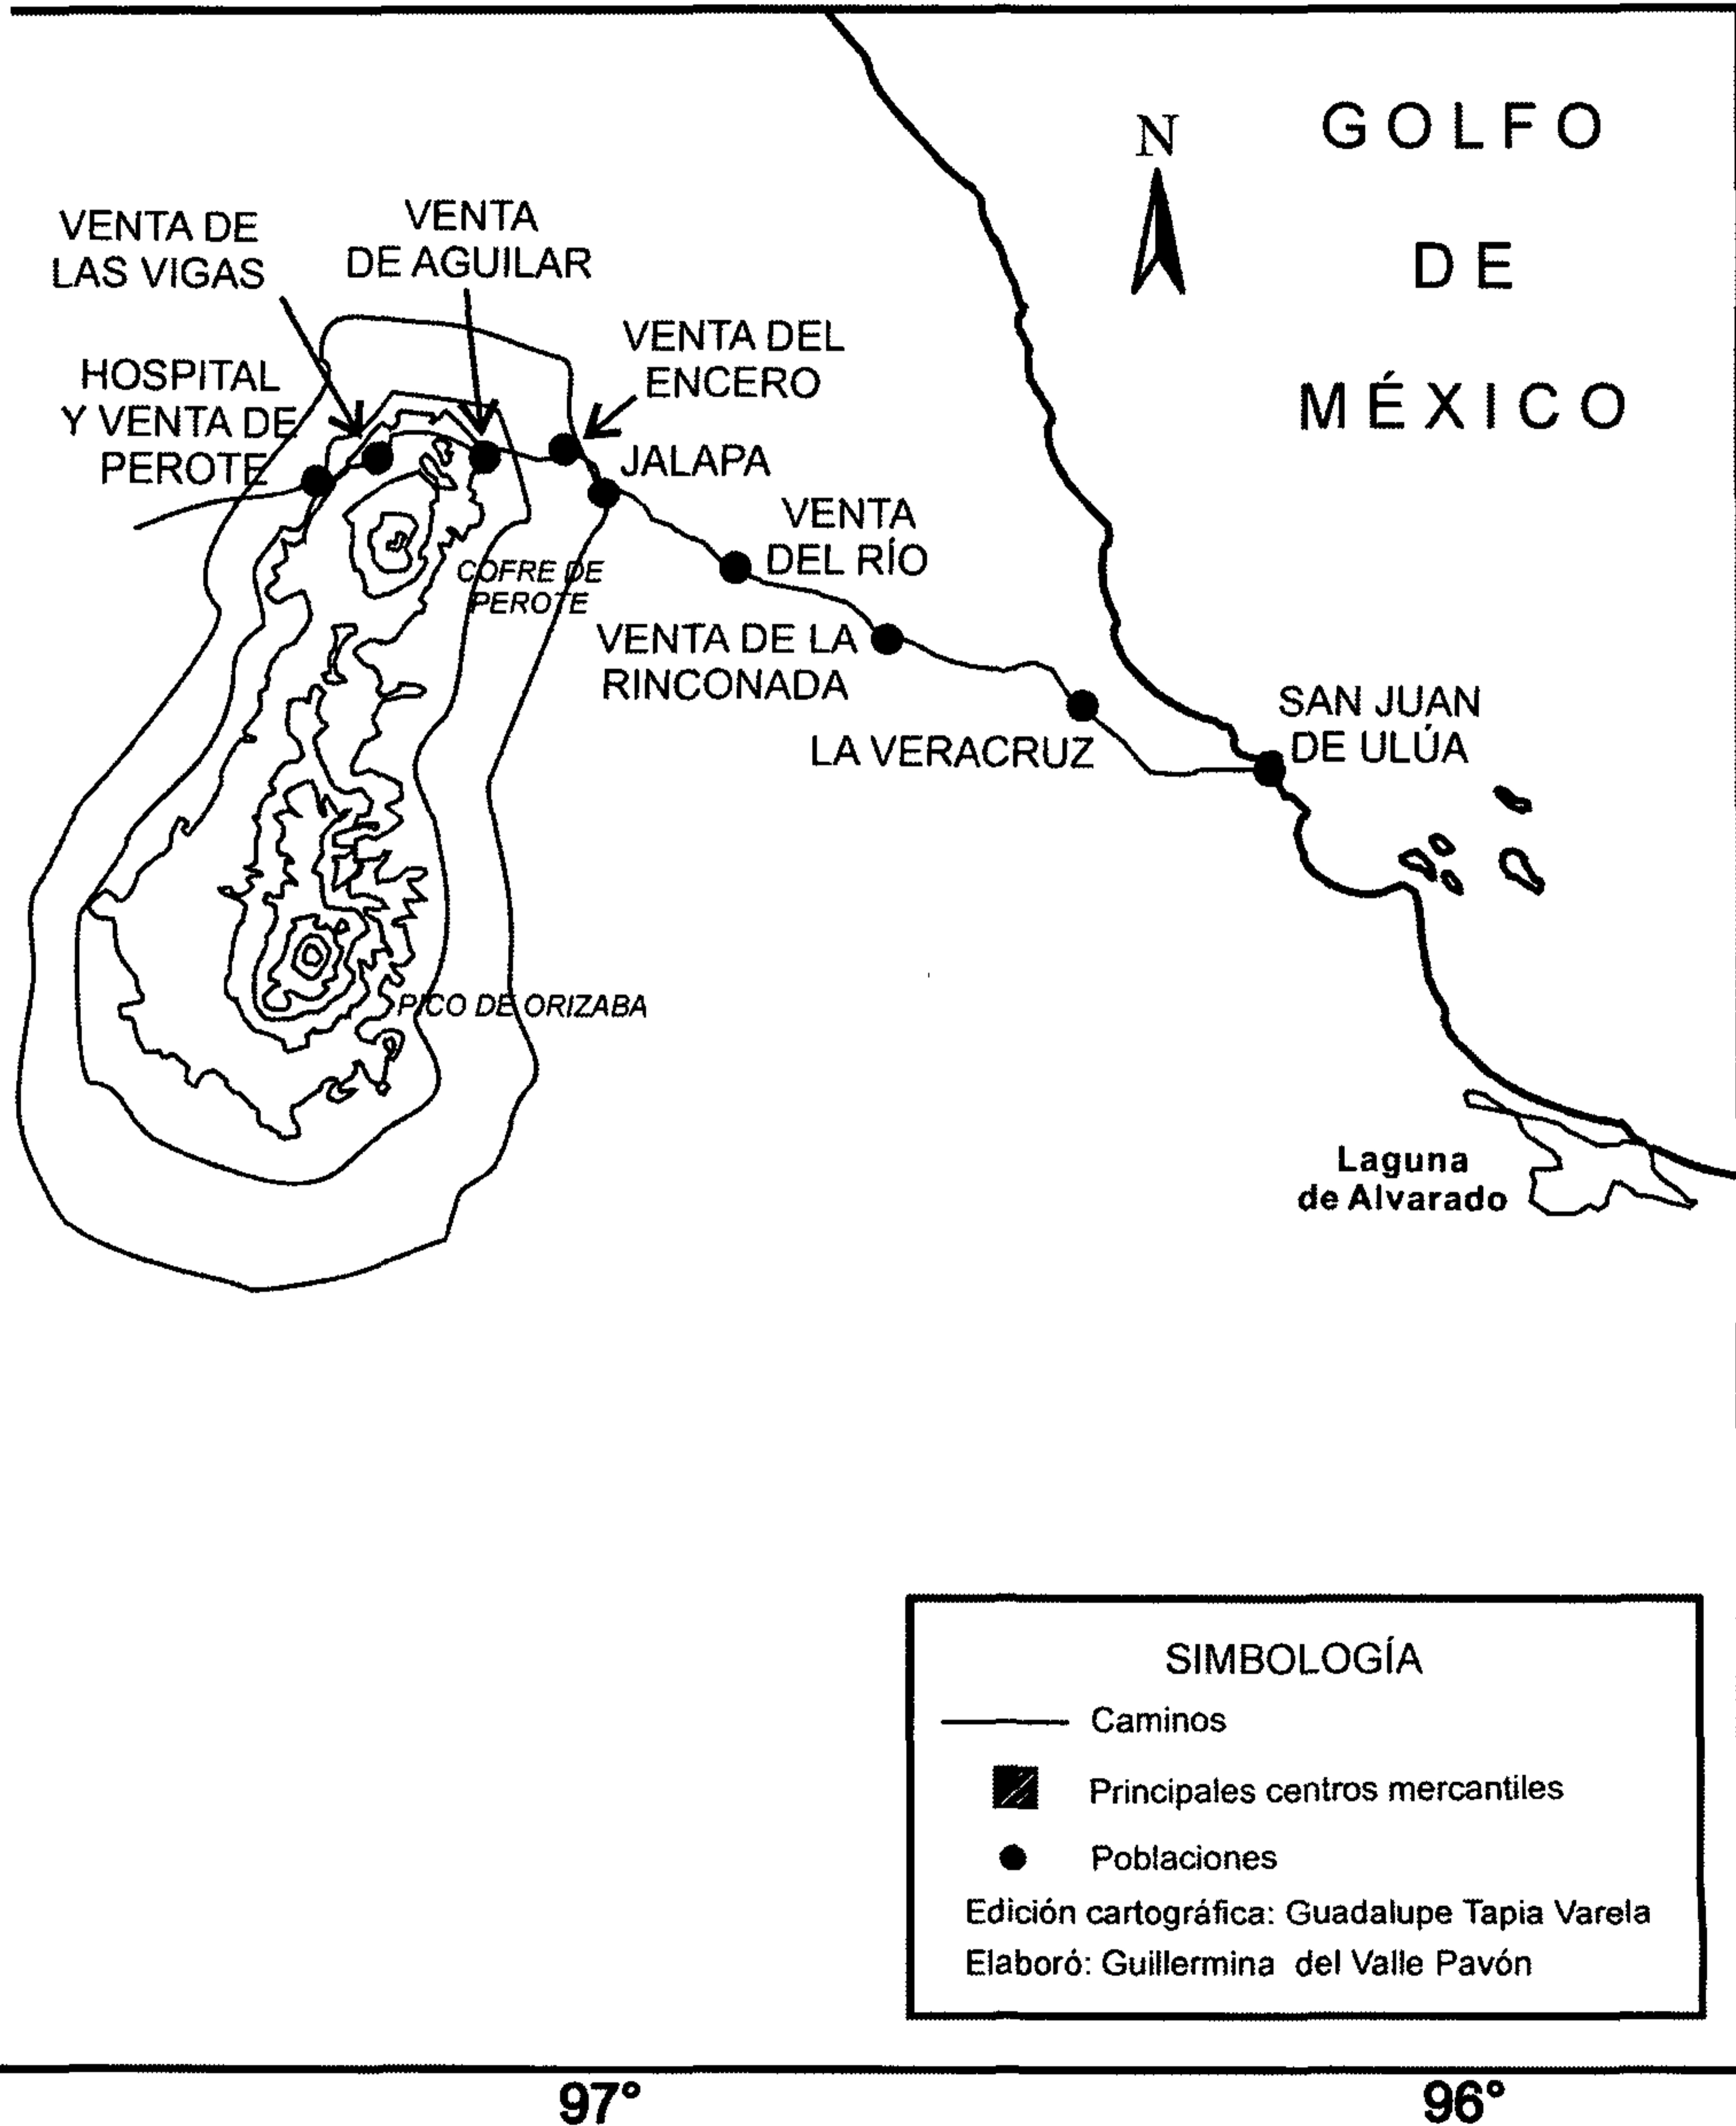 GOLFO
DE
MÉXICO
N
VENTA DE
LAS VIGAS
VENTA
DE AGUILAR
VENTA DEL
ENCERO
HOSPITAL
Y VENTA DE
PEROTE
JALAPA
VENTA
DEL RÍO
COFRE DE
PEROTE
VENTA DE LA
RINCONADA
LA VERACRUZ
SAN JUAN
DE ULÚA
PICO DE ORIZABA
Laguna
de Alvarado
SIMBOLOGÍA
Caminos
Principales centros mercantiles
Poblaciones
Edición cartográfica: Guadalupe Tapia Varela
Elaboró: Guillermina del Valle Pavón
97°
96°